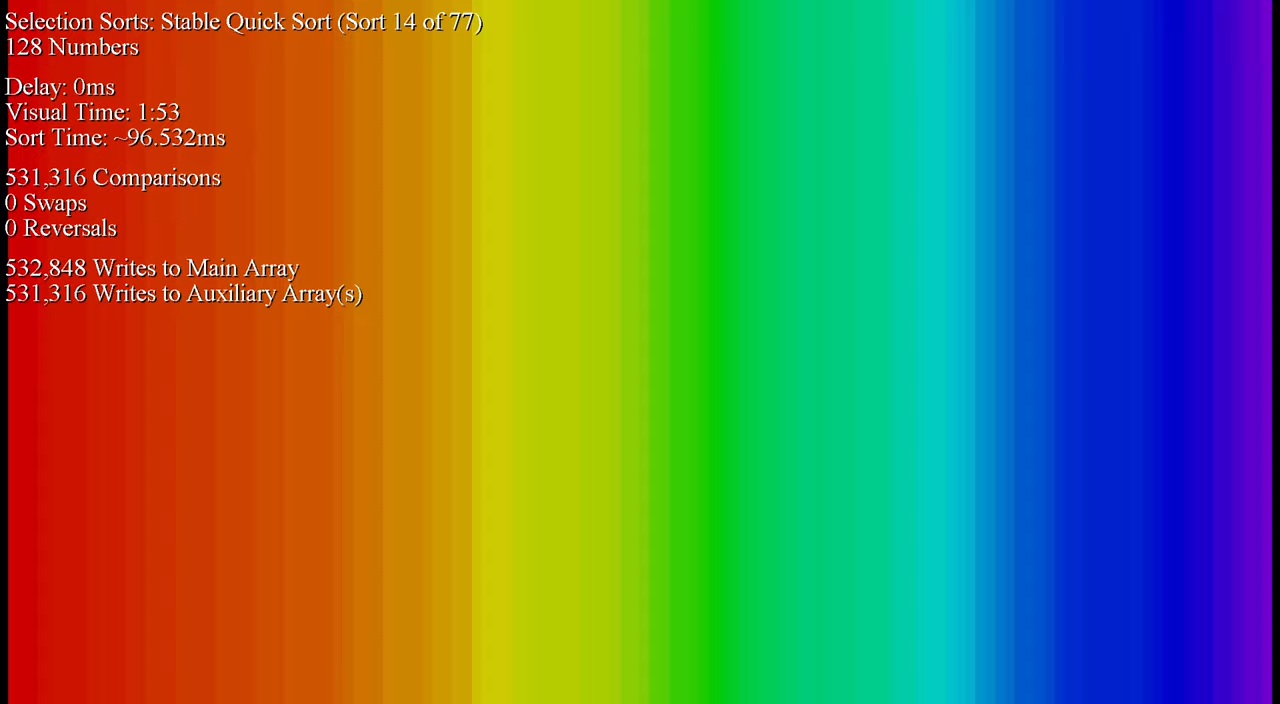 Selection Sorts: Stable Quick Sort (Sort 14 of 77)
128 Numbers
Delay: 0ms
Visual Time: 1:53
Sort Time: ~96.532ms
531,316 Comparisons
0 Swaps
0 Reversals
532,848 Writes to Main Array
531,316 Writes to Auxiliary Array(s)